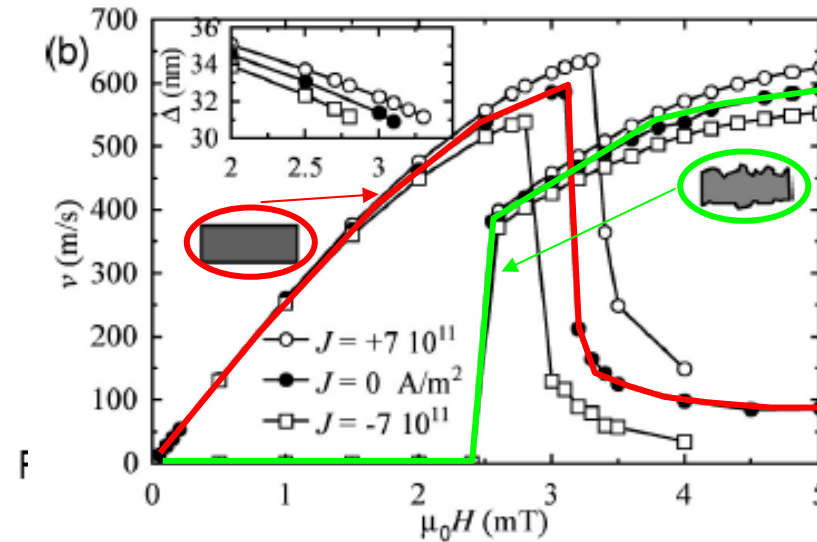 (b)
700
600
500
400
300
200
100
0
v (m/s)
36
34
32
30
Δ (nm)
2 2.5 3
J = +7 10¹¹
J = 0 A/m²
J = -7 10¹¹
0 1 2 3 4 5
μ₀H (mT)